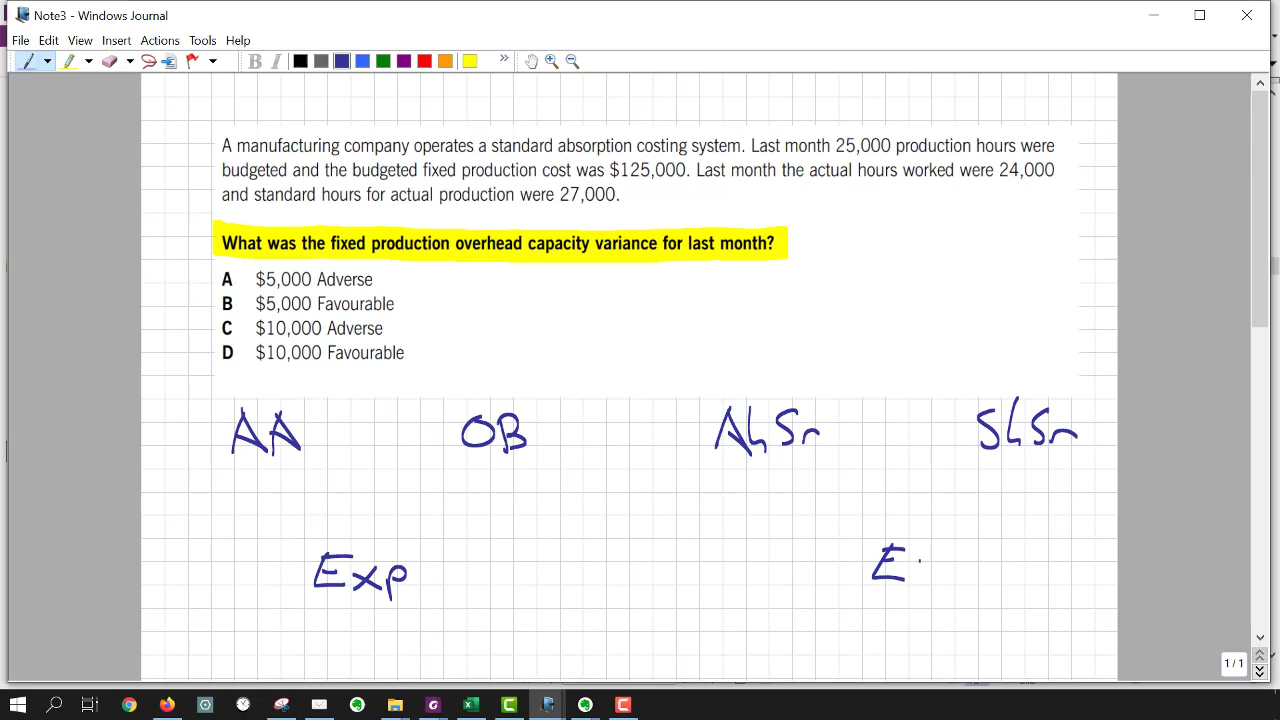 Note3 - Windows Journal
File Edit View Insert Actions Tools Help
B I
A manufacturing company operates a standard absorption costing system. Last month 25,000 production hours were
budgeted and the budgeted fixed production cost was $125,000. Last month the actual hours worked were 24,000
and standard hours for actual production were 27,000.
What was the fixed production overhead capacity variance for last month?
A $5,000 Adverse
B $5,000 Favourable
C $10,000 Adverse
D $10,000 Favourable
AA OB AhSr ShSr
Exp E
1/1